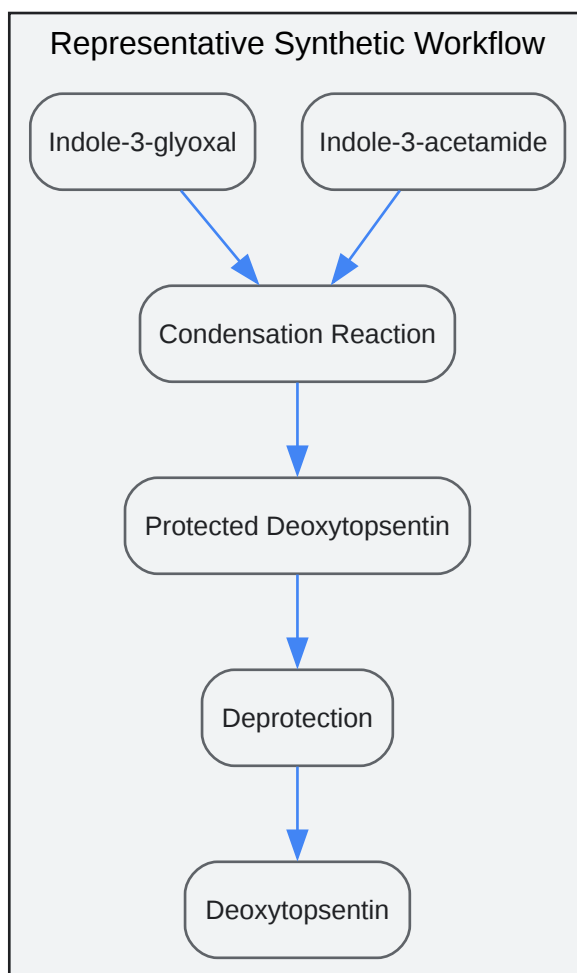 Representative Synthetic Workflow
Indole-3-glyoxal
Indole-3-acetamide
Condensation Reaction
Protected Deoxytopsentin
Deprotection
Deoxytopsentin